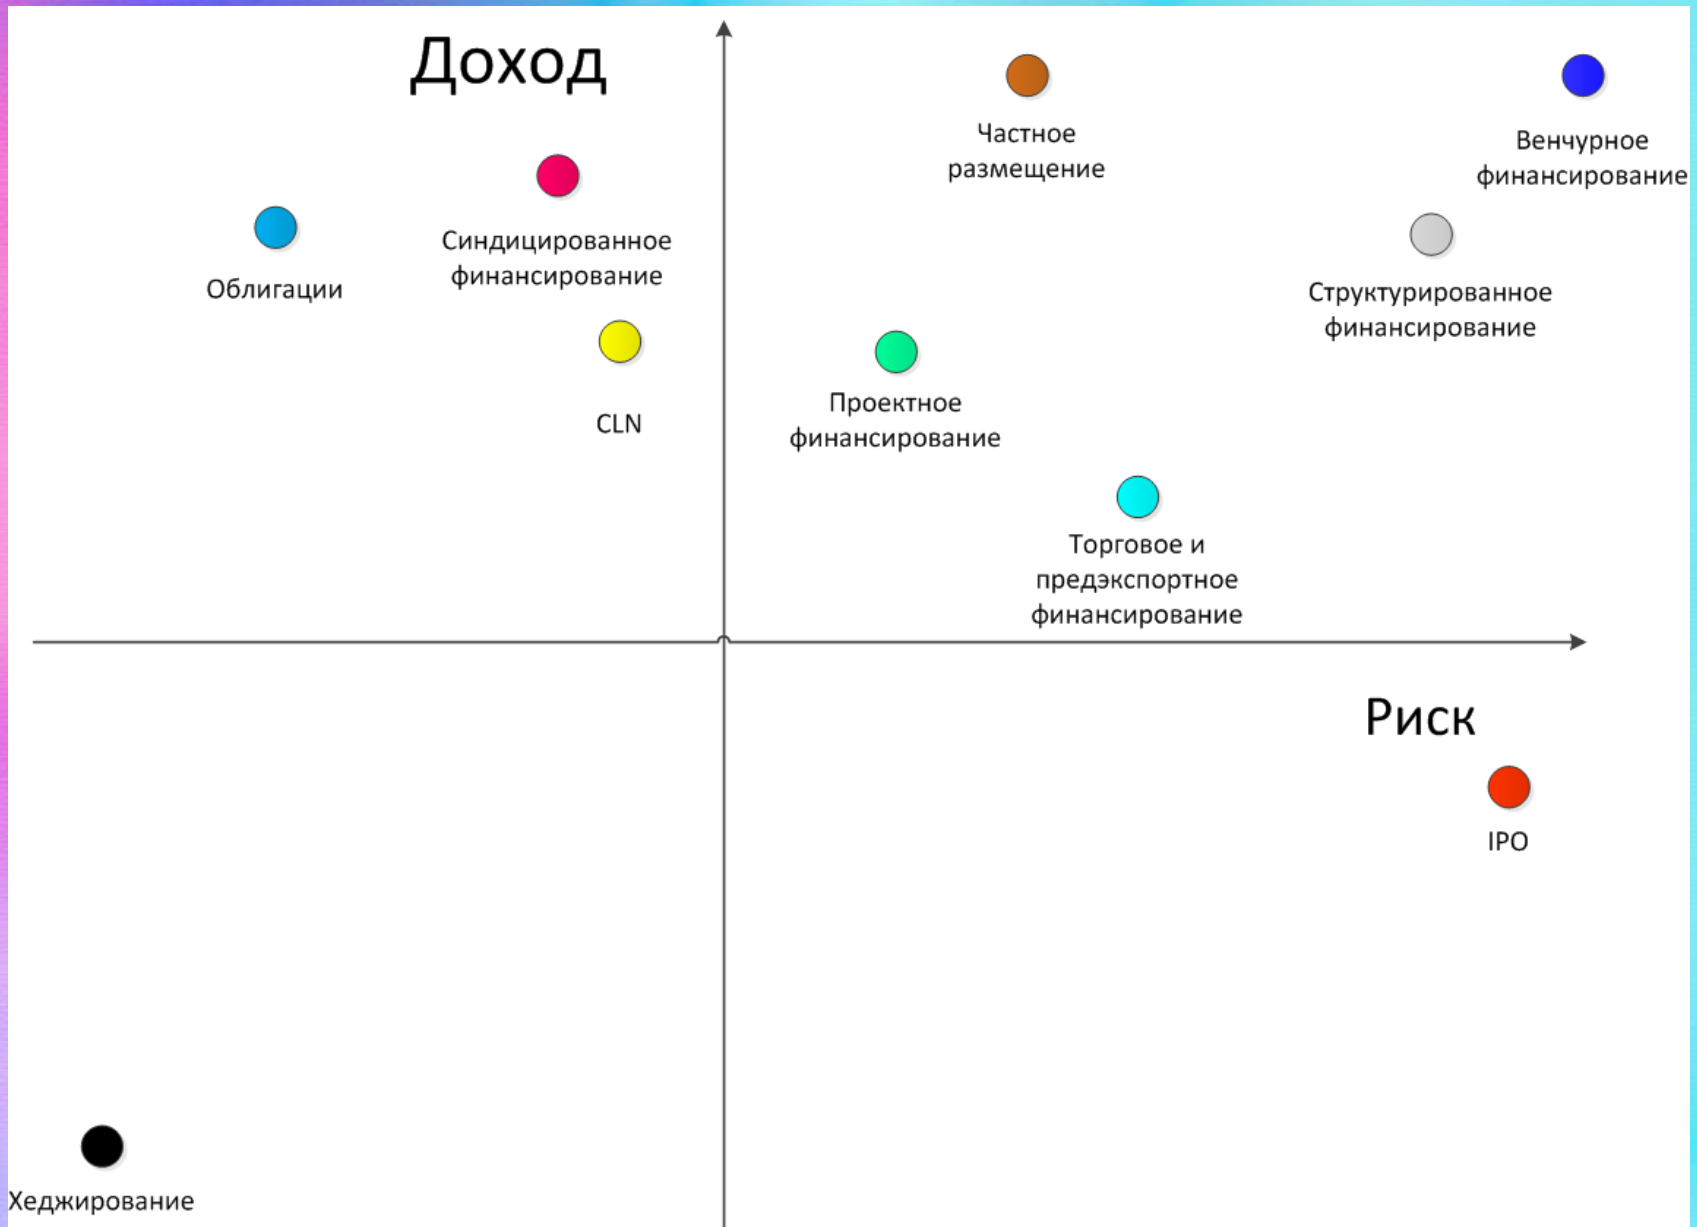 Доход
Частное
размещение
Венчурное
финансирование
Синдицированное
финансирование
Облигации
Структурированное
финансирование
CLN
Проектное
финансирование
Торговое и
предэкспортное
финансирование
Риск
IPO
Хеджирование